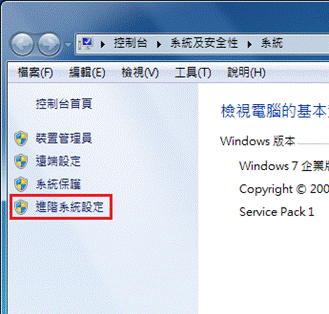 控制台 ▸ 系統及安全性 ▸ 系統
檔案(F) 編輯(E) 檢視(V) 工具(T) 說明(H)
控制台首頁
裝置管理員
遠端設定
系統保護
進階系統設定
檢視電腦的基本
Windows 版本
Windows 7 企業版
Copyright © 200
Service Pack 1